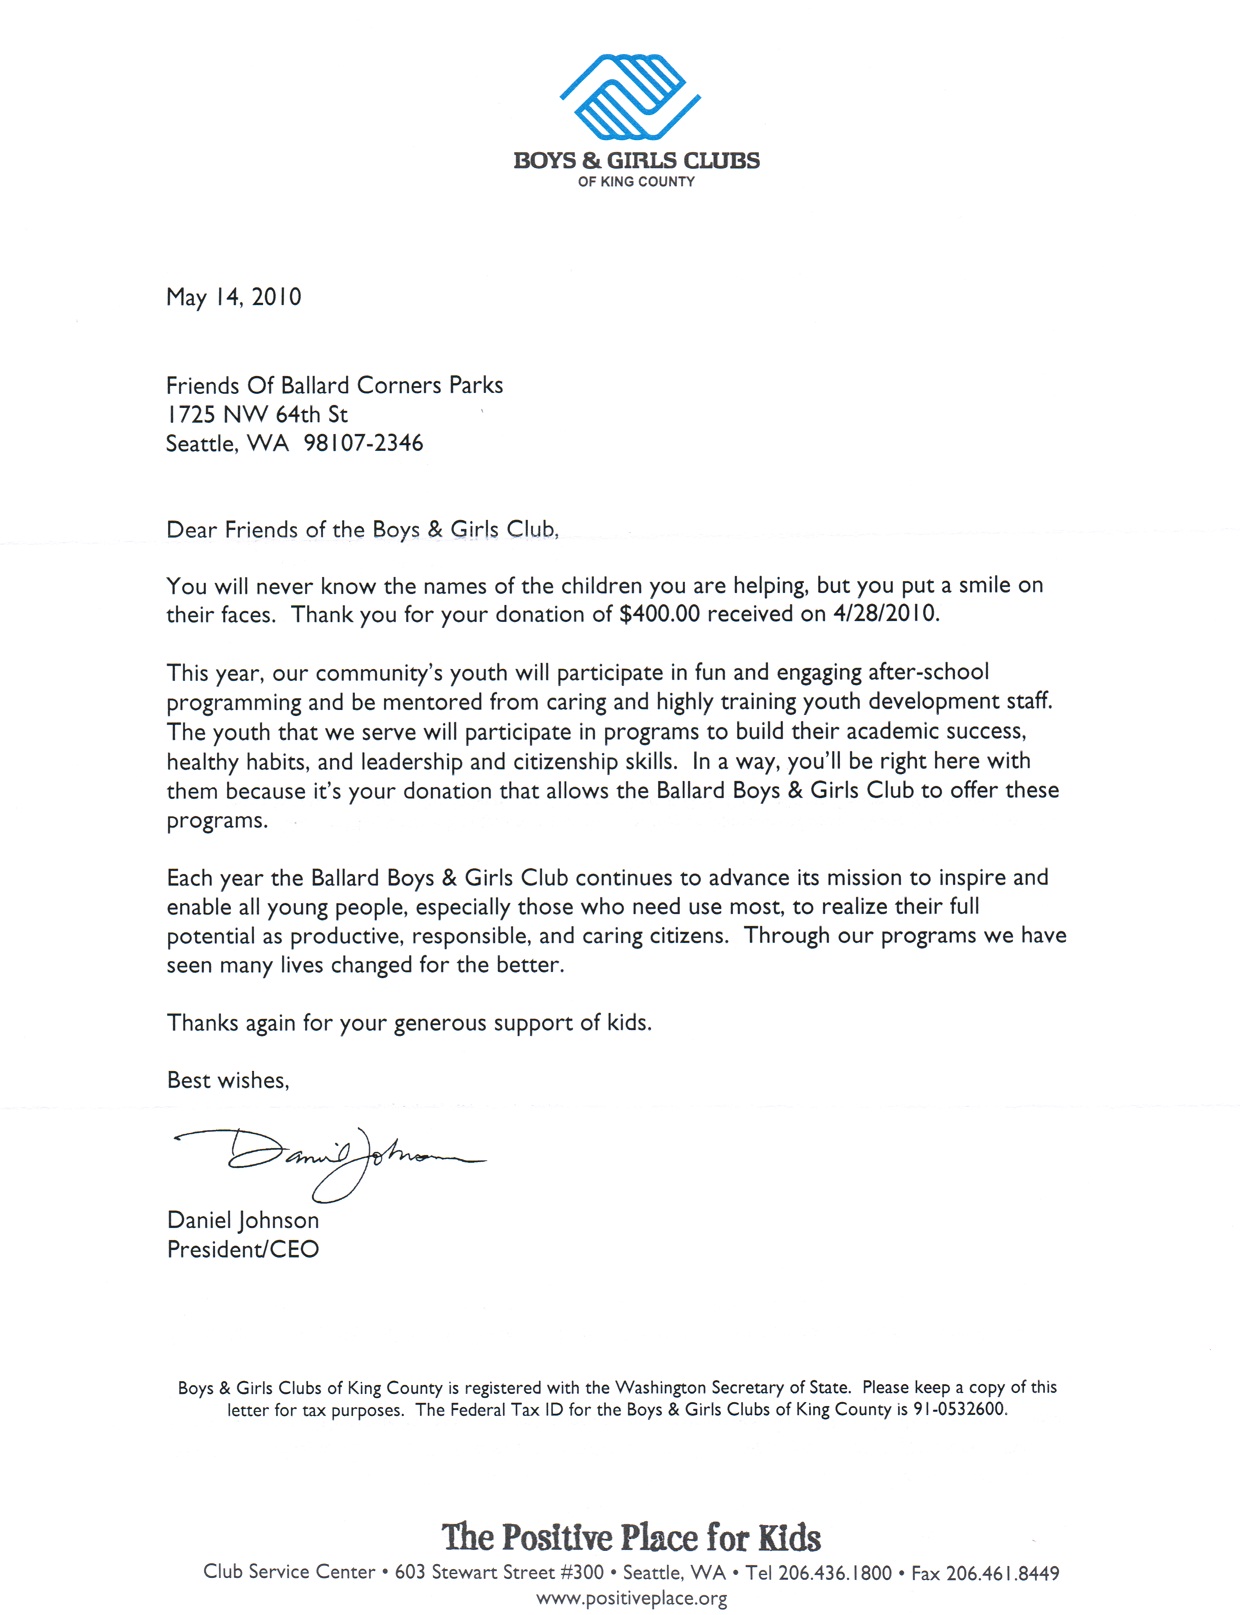 BOYS & GIRLS CLUBS
OF KING COUNTY
May 14, 2010
Friends Of Ballard Corners Parks
1725 NW 64th St
Seattle, WA  98107-2346
Dear Friends of the Boys & Girls Club,
You will never know the names of the children you are helping, but you put a smile on
their faces.  Thank you for your donation of $400.00 received on 4/28/2010.
This year, our community's youth will participate in fun and engaging after-school
programming and be mentored from caring and highly training youth development staff.
The youth that we serve will participate in programs to build their academic success,
healthy habits, and leadership and citizenship skills.  In a way, you'll be right here with
them because it's your donation that allows the Ballard Boys & Girls Club to offer these
programs.
Each year the Ballard Boys & Girls Club continues to advance its mission to inspire and
enable all young people, especially those who need use most, to realize their full
potential as productive, responsible, and caring citizens.  Through our programs we have
seen many lives changed for the better.
Thanks again for your generous support of kids.
Best wishes,
Daniel Johnson
Daniel Johnson
President/CEO
Boys & Girls Clubs of King County is registered with the Washington Secretary of State.  Please keep a copy of this
letter for tax purposes.  The Federal Tax ID for the Boys & Girls Clubs of King County is 91-0532600.
The Positive Place for Kids
Club Service Center • 603 Stewart Street #300 • Seattle, WA • Tel 206.436.1800 • Fax 206.461.8449
www.positiveplace.org